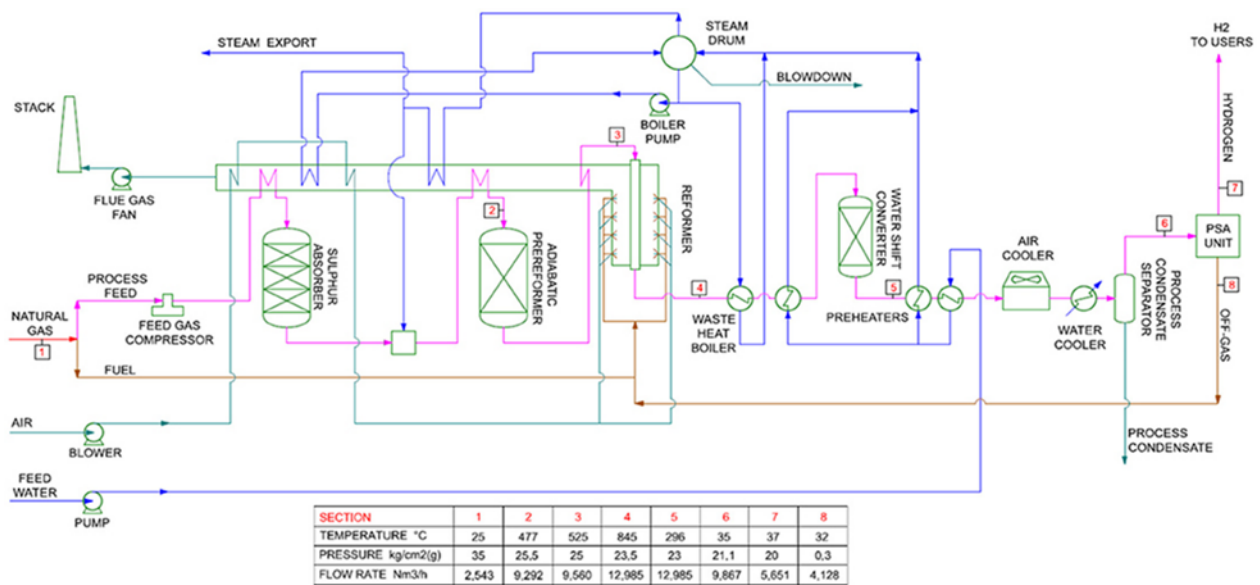 H2
TO USERS
STEAM
DRUM
STEAM EXPORT
BLOWDOWN
STACK
BOILER
PUMP
HYDROGEN
3
FLUE GAS
FAN
REFORMER
WATER SHIFT
CONVERTER
7
2
6
PSA
UNIT
SULPHUR
ABSORBER
ADIABATIC
PREREFORMER
AIR
COOLER
PROCESS
CONDENSATE
SEPARATOR
8
PROCESS
FEED
4
5
NATURAL
GAS
1
FEED GAS
COMPRESSOR
WASTE
HEAT
BOILER
PREHEATERS
WATER
COOLER
OFF-GAS
FUEL
AIR
BLOWER
PROCESS
CONDENSATE
FEED
WATER
PUMP
SECTION 1 2 3 4 5 6 7 8
TEMPERATURE °C 25 477 525 845 296 35 37 32
PRESSURE kg/cm2(g) 35 25,5 25 23,5 23 21,1 20 0,3
FLOW RATE Nm3/h 2,543 9,292 9,560 12,985 12,985 9,867 5,651 4,128